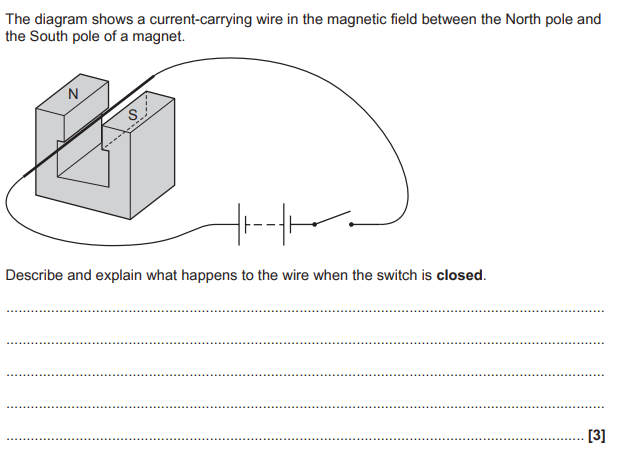 The diagram shows a current-carrying wire in the magnetic field between the North pole and
the South pole of a magnet.
N
S
Describe and explain what happens to the wire when the switch is closed.
[3]